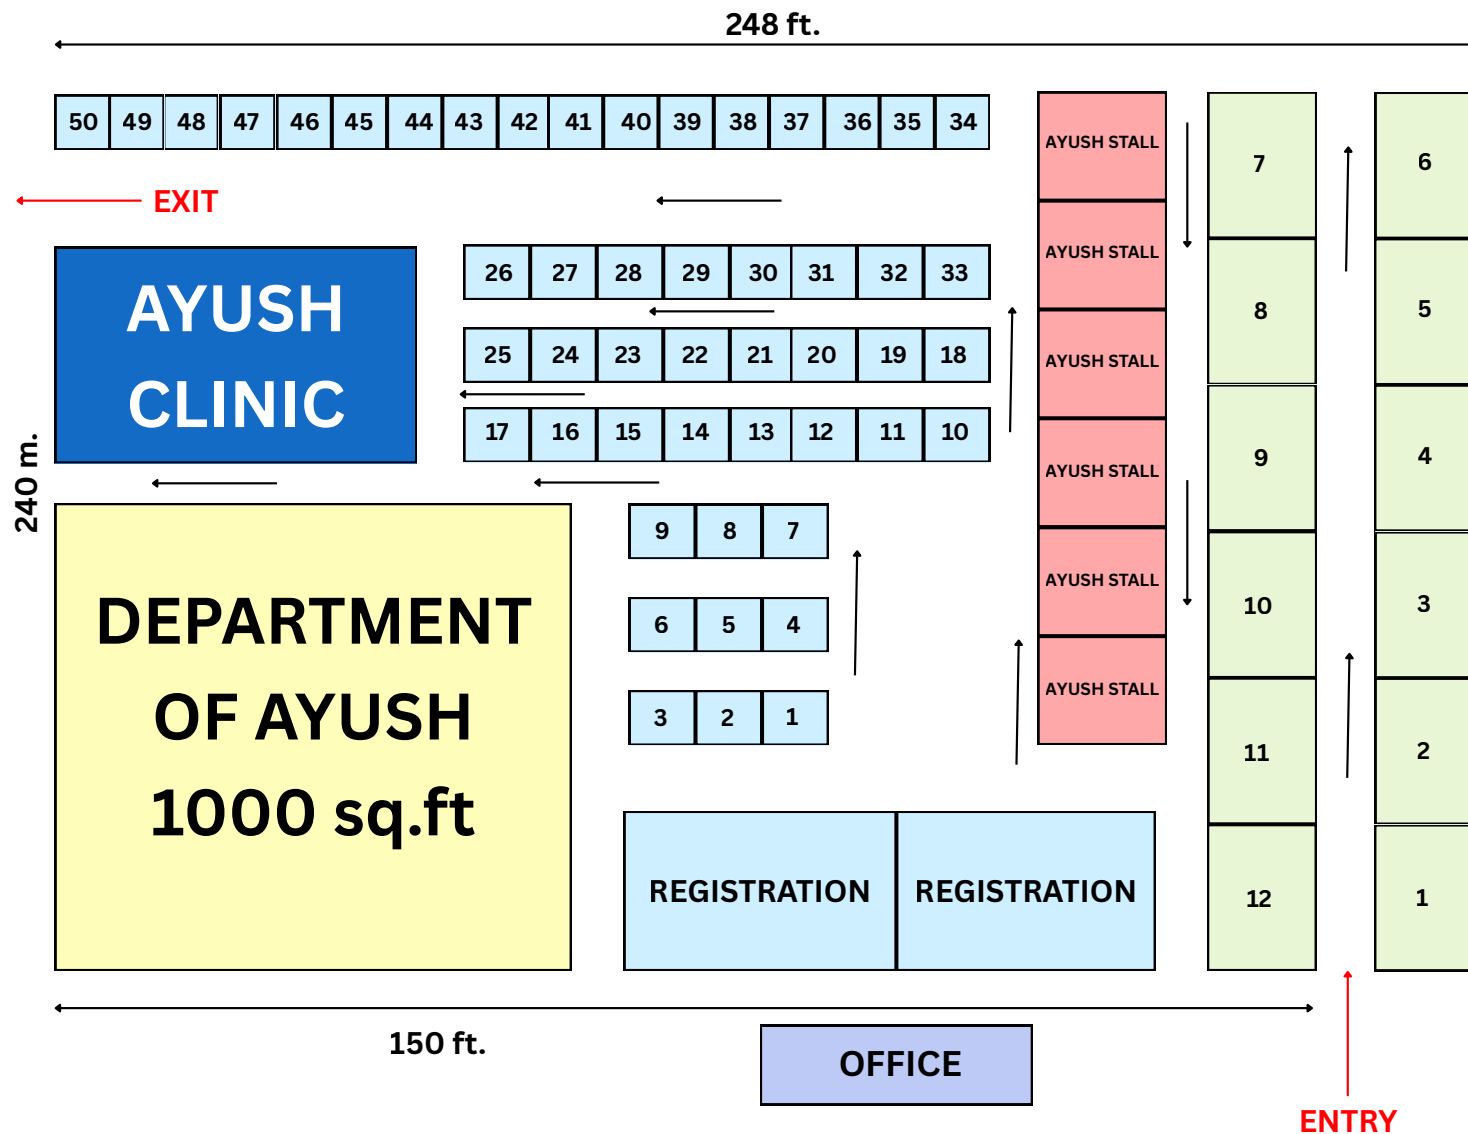 248 ft.
50 49 48 47 46 45 44 43 42 41 40 39 38 37 36 35 34
EXIT
AYUSH STALL
AYUSH STALL
AYUSH STALL
AYUSH STALL
AYUSH STALL
AYUSH STALL
7
8
9
10
11
12
6
5
4
3
2
1
AYUSH
CLINIC
26 27 28 29 30 31 32 33
25 24 23 22 21 20 19 18
17 16 15 14 13 12 11 10
240 m.
DEPARTMENT
OF AYUSH
1000 sq.ft
9 8 7
6 5 4
3 2 1
REGISTRATION
REGISTRATION
150 ft.
OFFICE
ENTRY